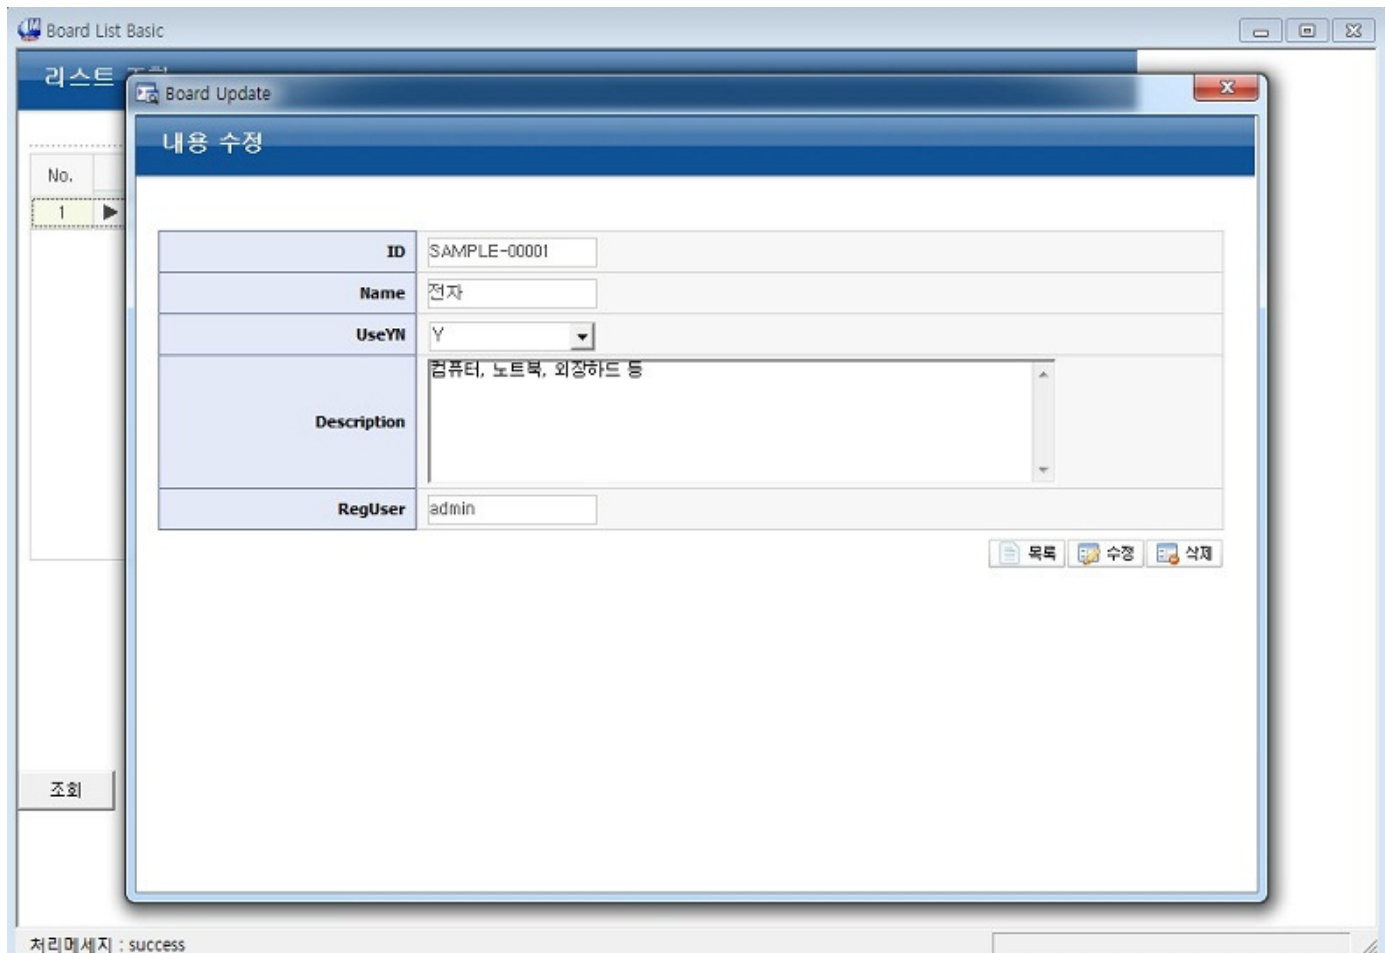 Board List Basic
리스트
Board Update
내용 수정
No.
1
ID
SAMPLE-00001
Name
전자
UseYN
Y
Description
컴퓨터, 노트북, 외장하드 등
RegUser
admin
목록
수정
삭제
조회
처리메세지 : success